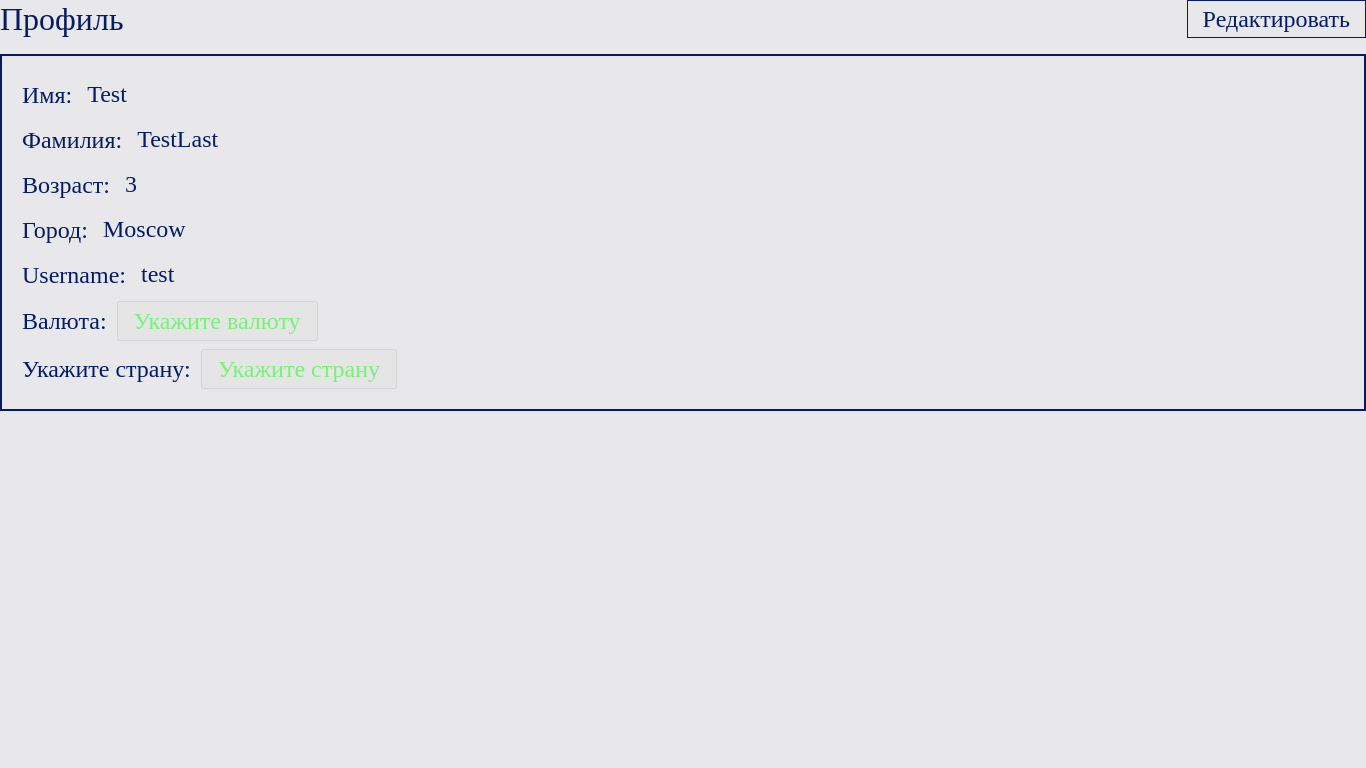 Профиль
Редактировать
Имя: Test
Фамилия: TestLast
Возраст: 3
Город: Moscow
Username: test
Валюта: Укажите валюту
Укажите страну: Укажите страну